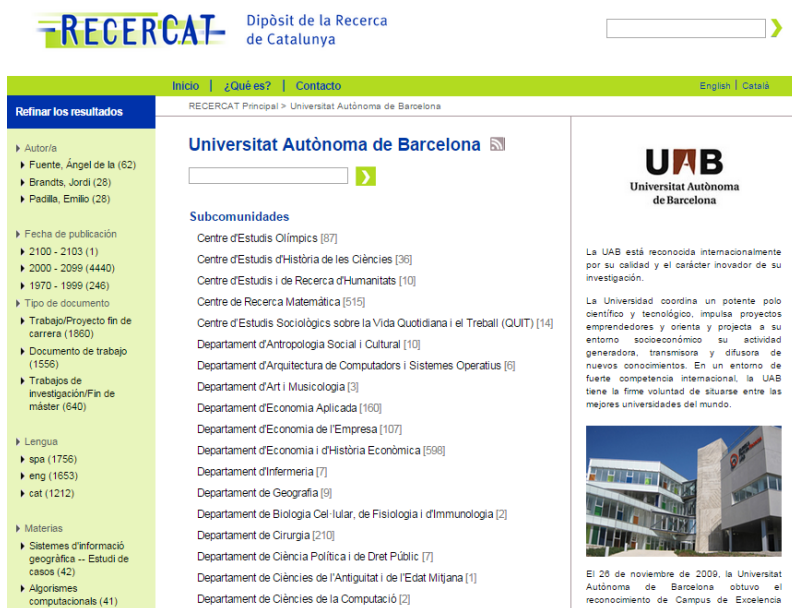 RECERCAT
Dipòsit de la Recerca
de Catalunya
Inicio | ¿Qué es? | Contacto
English | Català
Refinar los resultados
RECERCAT Principal > Universitat Autònoma de Barcelona
Autor/a
Fuente, Ángel de la (62)
Brandts, Jordi (28)
Padilla, Emilio (28)
Fecha de publicación
2100 - 2103 (1)
2000 - 2099 (4440)
1970 - 1999 (246)
Tipo de documento
Trabajo/Proyecto fin de
carrera (1860)
Documento de trabajo
(1556)
Trabajos de
investigación/Fin de
máster (640)
Lengua
spa (1756)
eng (1653)
cat (1212)
Materias
Sistemes d'informació
geogràfica -- Estudi de
casos (42)
Algorismes
computacionals (41)
Universitat Autònoma de Barcelona
Subcomunidades
Centre d'Estudis Olímpics [87]
Centre d'Estudis d'Història de les Ciències [36]
Centre d'Estudis i de Recerca d'Humanitats [10]
Centre de Recerca Matemàtica [515]
Centre d'Estudis Sociològics sobre la Vida Quotidiana i el Treball (QUIT) [14]
Departament d'Antropologia Social i Cultural [10]
Departament d'Arquitectura de Computadors i Sistemes Operatius [6]
Departament d'Art i Musicologia [3]
Departament d'Economia Aplicada [160]
Departament d'Economia de l'Empresa [107]
Departament d'Economia i d'Història Econòmica [598]
Departament d'Infermeria [7]
Departament de Geografia [9]
Departament de Biologia Cel·lular, de Fisiologia i d'Immunologia [2]
Departament de Cirurgia [210]
Departament de Ciència Política i de Dret Públic [7]
Departament de Ciències de l'Antiguitat i de l'Edat Mitjana [1]
Departament de Ciències de la Computació [2]
UAB
Universitat Autònoma
de Barcelona
La UAB está reconocida internacionalmente
por su calidad y el carácter inovador de su
investigación.
La Universidad coordina un potente polo
científico y tecnológico, impulsa proyectos
emprendedores y orienta y projecta a su
entorno socioeconómico su actividad
generadora, transmisora y difusora de
nuevos conocimientos. En un entorno de
fuerte competencia internacional, la UAB
tiene la firme voluntad de situarse entre las
mejores universidades del mundo.
El 26 de noviembre de 2009, la Universitat
Autònoma de Barcelona obtuvo el
reconocimiento de Campus de Excelencia